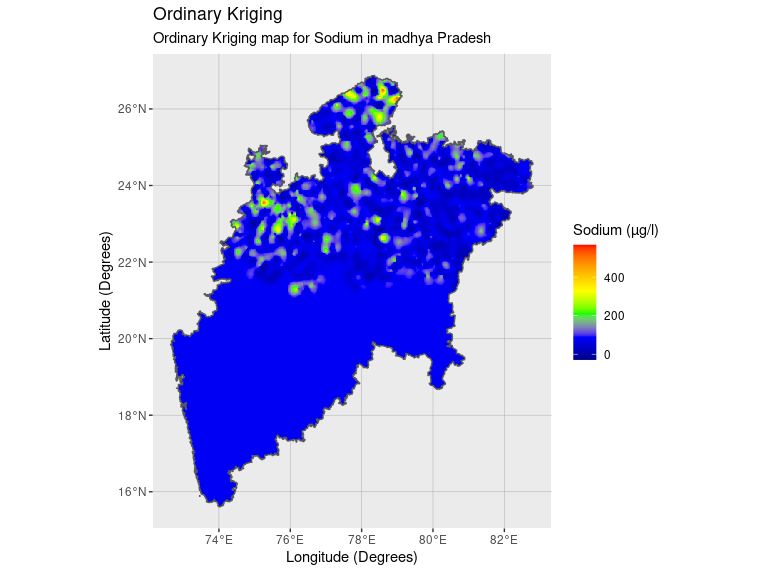 Ordinary Kriging
Ordinary Kriging map for Sodium in madhya Pradesh
26°N
24°N
22°N
20°N
18°N
16°N
Latitude (Degrees)
74°E 76°E 78°E 80°E 82°E
Longitude (Degrees)
Sodium (µg/l)
400
200
0